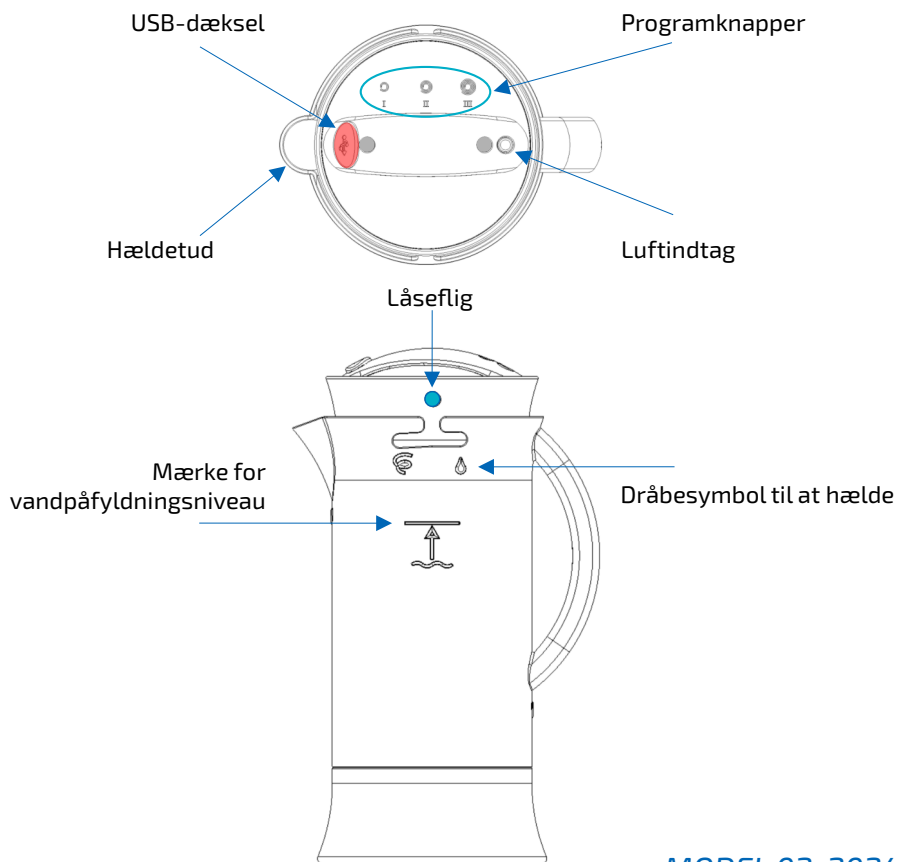 USB-dæksel
Programknapper
I II III
Hældetud
Luftindtag
Låseflig
Mærke for
vandpåfyldningsniveau
Dråbesymbol til at hælde